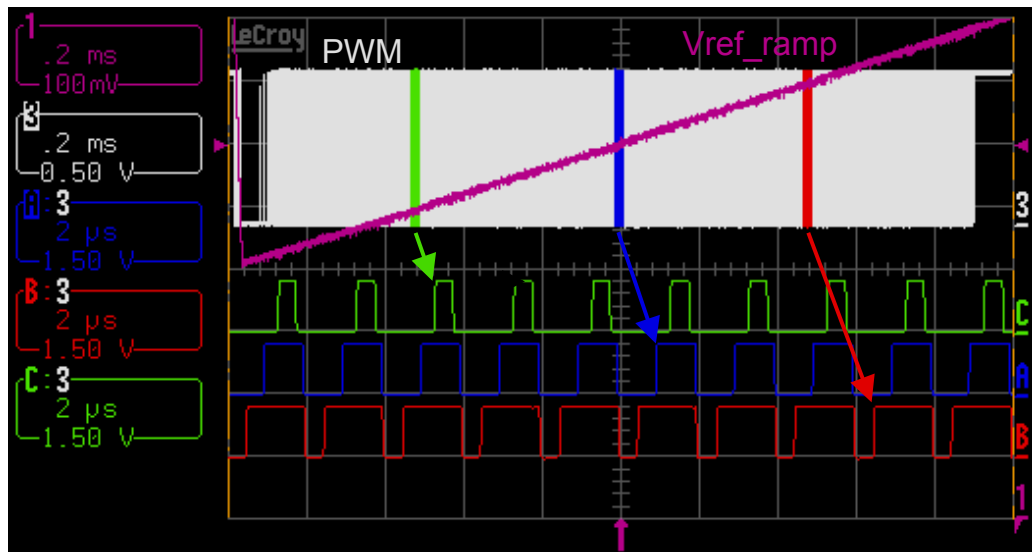 1
.2 ms
100mV
3
.2 ms
0.50 V
A:3
2 µs
1.50 V
B:3
2 µs
1.50 V
C:3
2 µs
1.50 V
LeCroy
PWM
Vref_ramp
3
C
A
B
1